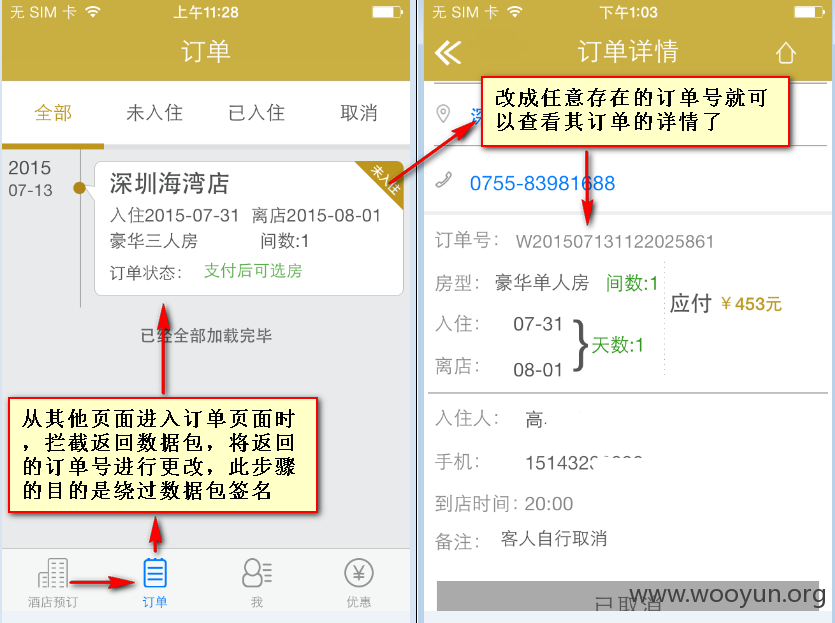 无 SIM 卡
上午11:28
订单
全部
未入住
已入住
取消
2015
07-13
深圳海湾店
未入住
入住2015-07-31 离店2015-08-01
豪华三人房
间数:1
订单状态:
支付后可选房
已经全部加载完毕
从其他页面进入订单页面时
，拦截返回数据包，将返回
的订单号进行更改，此步骤
的目的是绕过数据包签名
酒店预订
订单
我
优惠
无 SIM 卡
下午1:03
订单详情
改成任意存在的订单号就可
以查看其订单的详情了
0755-83981688
订单号:
W201507131122025861
房型:
豪华单人房
间数:1
应付 ￥453元
入住:
07-31
天数:1
离店:
08-01
入住人:
高
手机:
151432
到店时间:
20:00
备注:
客人自行取消
已取消
www.wooyun.org